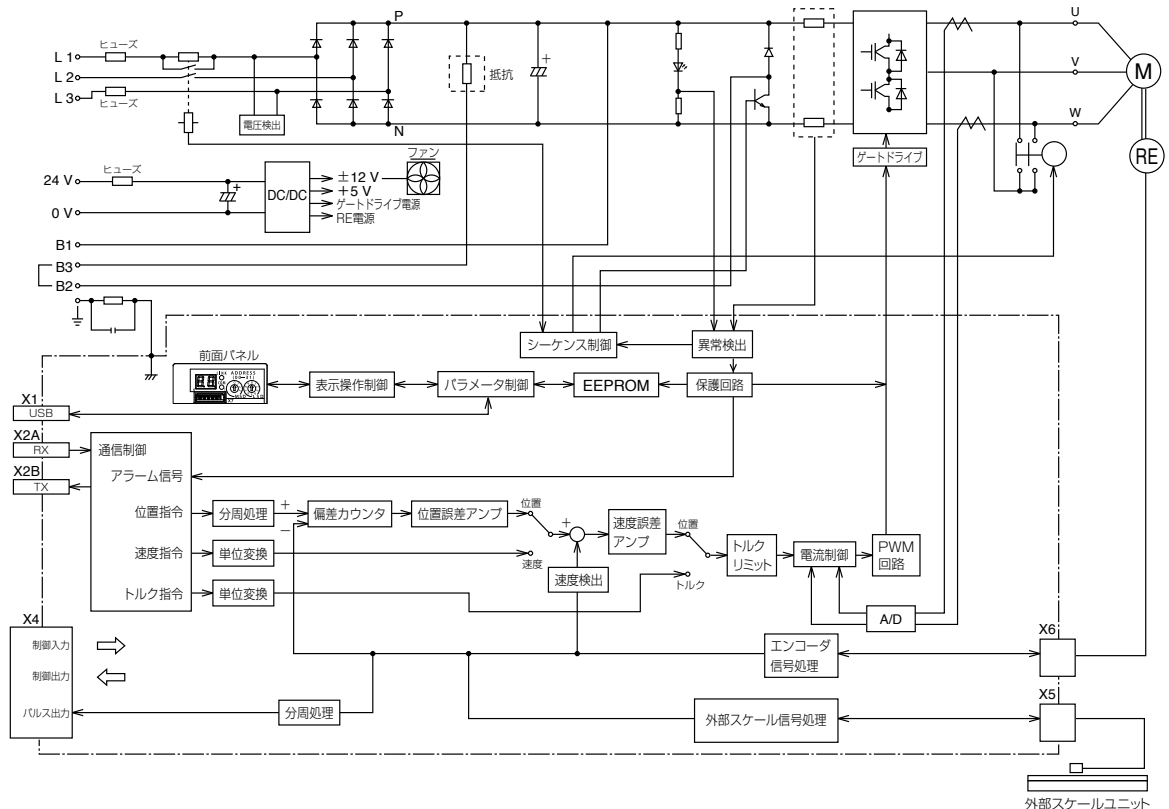 ヒューズ
L 1
L 2
L 3
ヒューズ
電圧検出
P
N
抵抗
+
U
V
W
M
RE
ゲートドライブ
24 V
ヒューズ
+
0 V
DC/DC
±12 V
+5 V
ゲートドライブ電源
RE電源
ファン
B1
B3
B2
シーケンス制御
異常検出
前面パネル
表示操作制御
パラメータ制御
EEPROM
保護回路
X1
USB
X2A
RX
X2B
TX
通信制御
アラーム信号
位置指令
分周処理
+
−
偏差カウンタ
位置誤差アンプ
位置
速度
+
速度誤差
アンプ
位置
トルク
トルク
リミット
電流制御
PWM
回路
速度指令
単位変換
速度検出
トルク指令
単位変換
A/D
X4
制御入力
制御出力
パルス出力
分周処理
エンコーダ
信号処理
X6
外部スケール信号処理
X5
外部スケールユニット